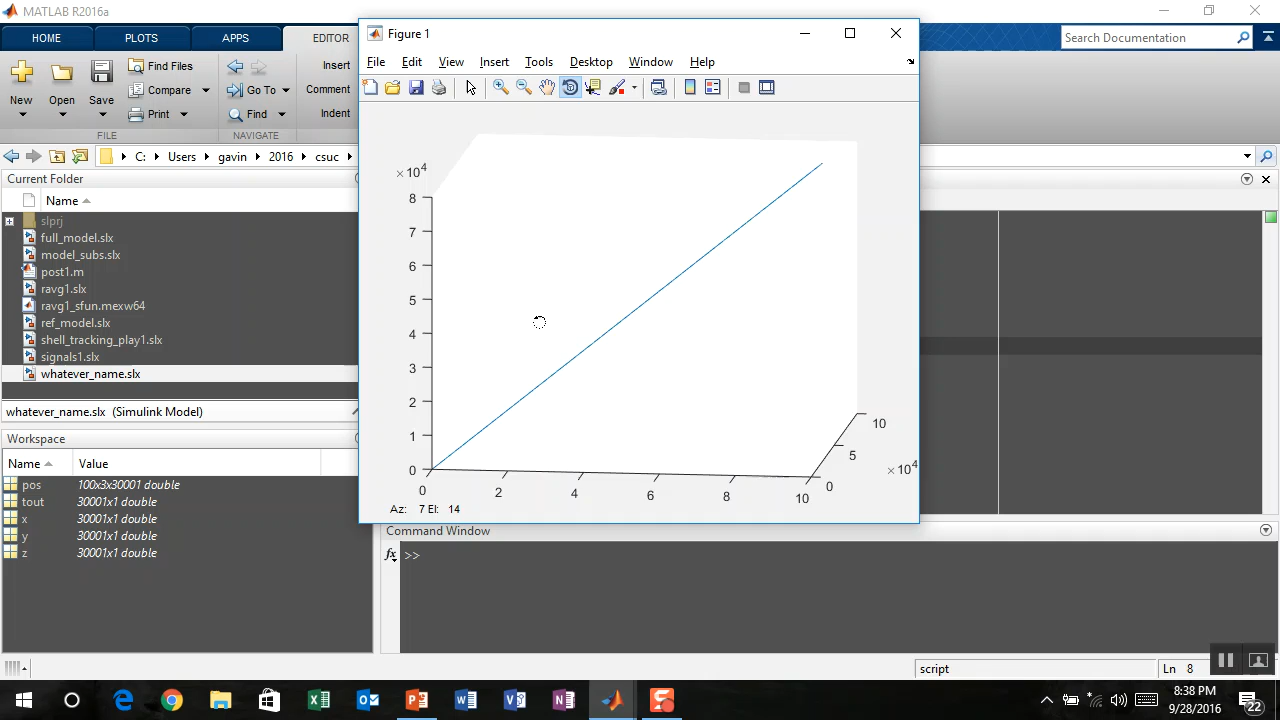 MATLAB R2016a
HOME PLOTS APPS EDITOR
Search Documentation
New Open Save
Find Files
Compare
Print
Go To
Find
Insert
Comment
Indent
FILE NAVIGATE
C: Users gavin 2016 csuc
Current Folder
Name
slprj
full_model.slx
model_subs.slx
post1.m
ravg1.slx
ravg1_sfun.mexw64
ref_model.slx
shell_tracking_play1.slx
signals1.slx
whatever_name.slx
whatever_name.slx (Simulink Model)
Workspace
Name Value
pos 100x3x30001 double
tout 30001x1 double
x 30001x1 double
y 30001x1 double
z 30001x1 double
Figure 1
File Edit View Insert Tools Desktop Window Help
×10⁴
8
7
6
5
4
3
2
1
0
0 2 4 6 8 10
10
5
0
×10⁴
Az: 7 El: 14
Command Window
fx >>
script
Ln 8
8:38 PM
9/28/2016
22